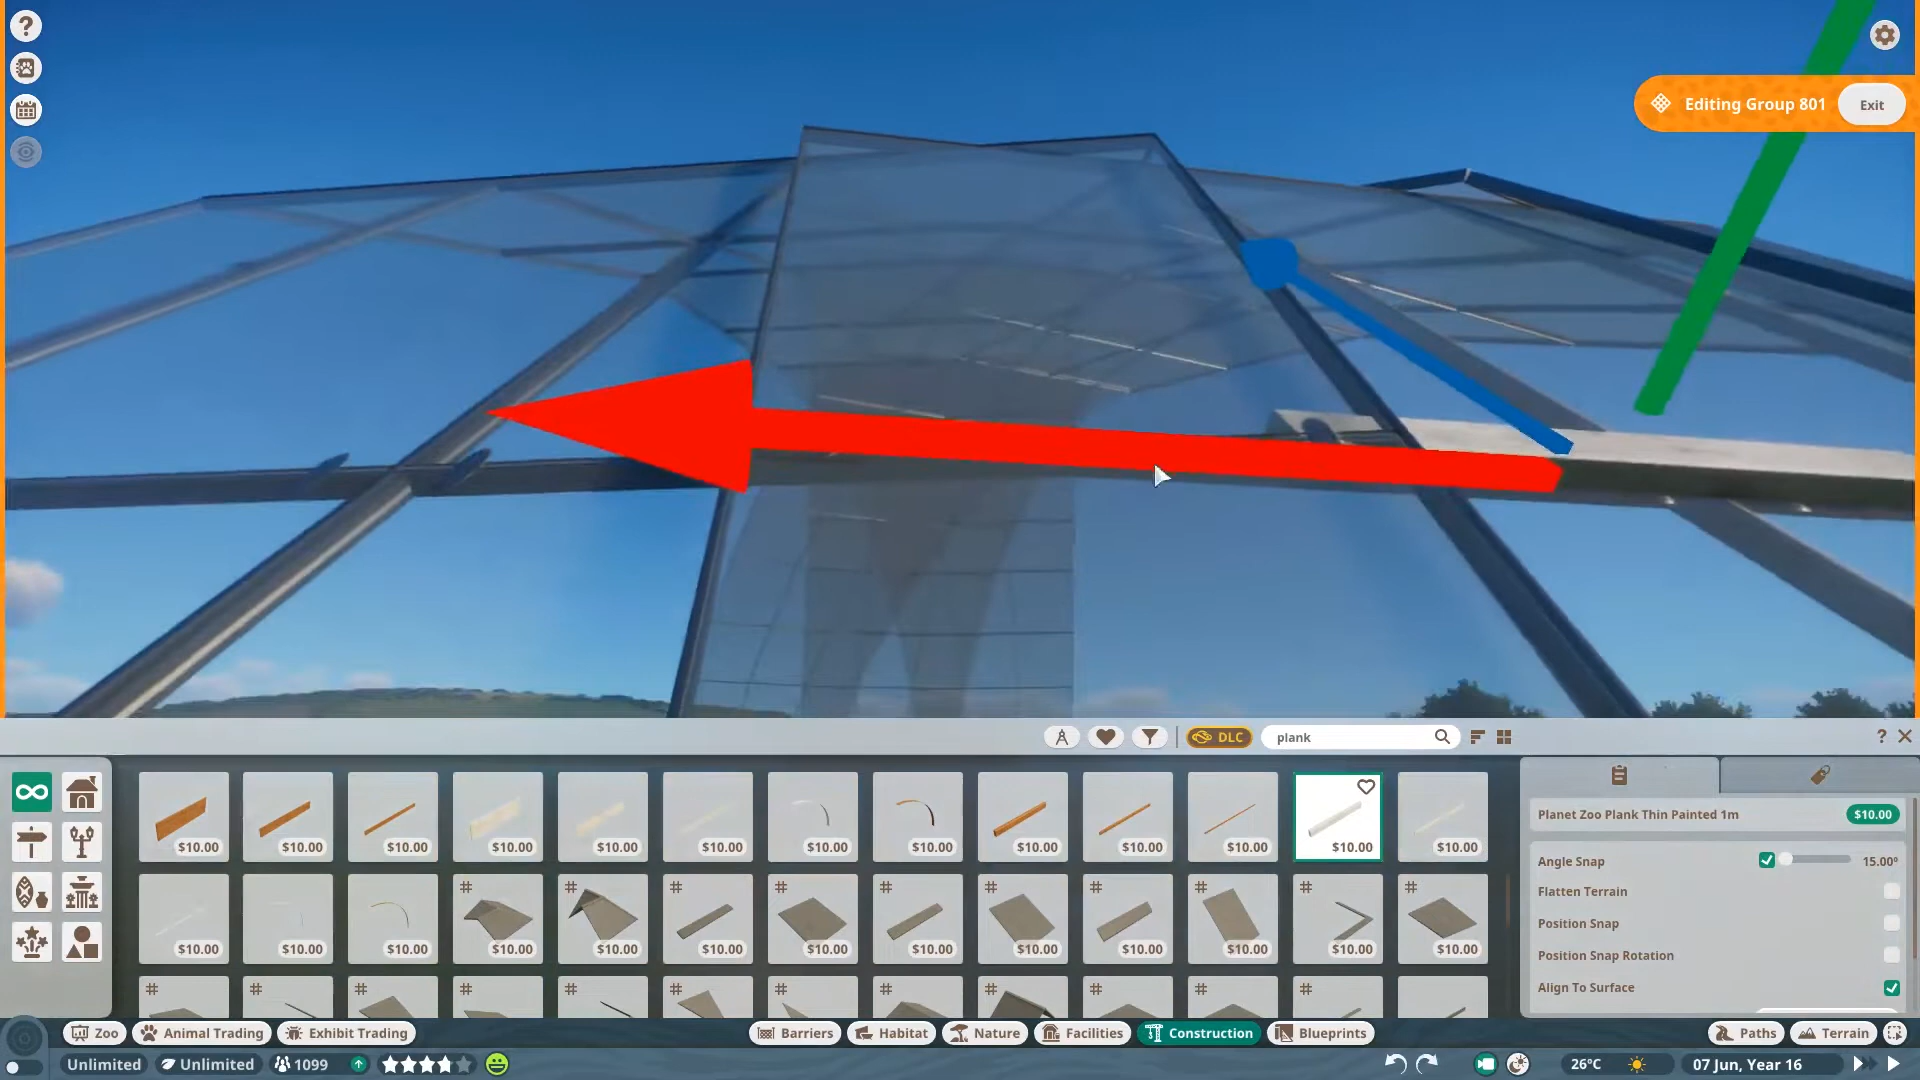 ?
Editing Group 801
Exit
DLC
plank
?
$10.00 $10.00 $10.00 $10.00 $10.00 $10.00 $10.00 $10.00 $10.00 $10.00 $10.00 $10.00 $10.00
# # # # # # # # # #
$10.00 $10.00 $10.00 $10.00 $10.00 $10.00 $10.00 $10.00 $10.00 $10.00 $10.00 $10.00 $10.00
# # # # # # # # # # # #
Planet Zoo Plank Thin Painted 1m
$10.00
Angle Snap
15.00°
Flatten Terrain
Position Snap
Position Snap Rotation
Align To Surface
Zoo
Animal Trading
Exhibit Trading
Barriers
Habitat
Nature
Facilities
Construction
Blueprints
Paths
Terrain
Unlimited
Unlimited
1099
26°C
07 Jun, Year 16